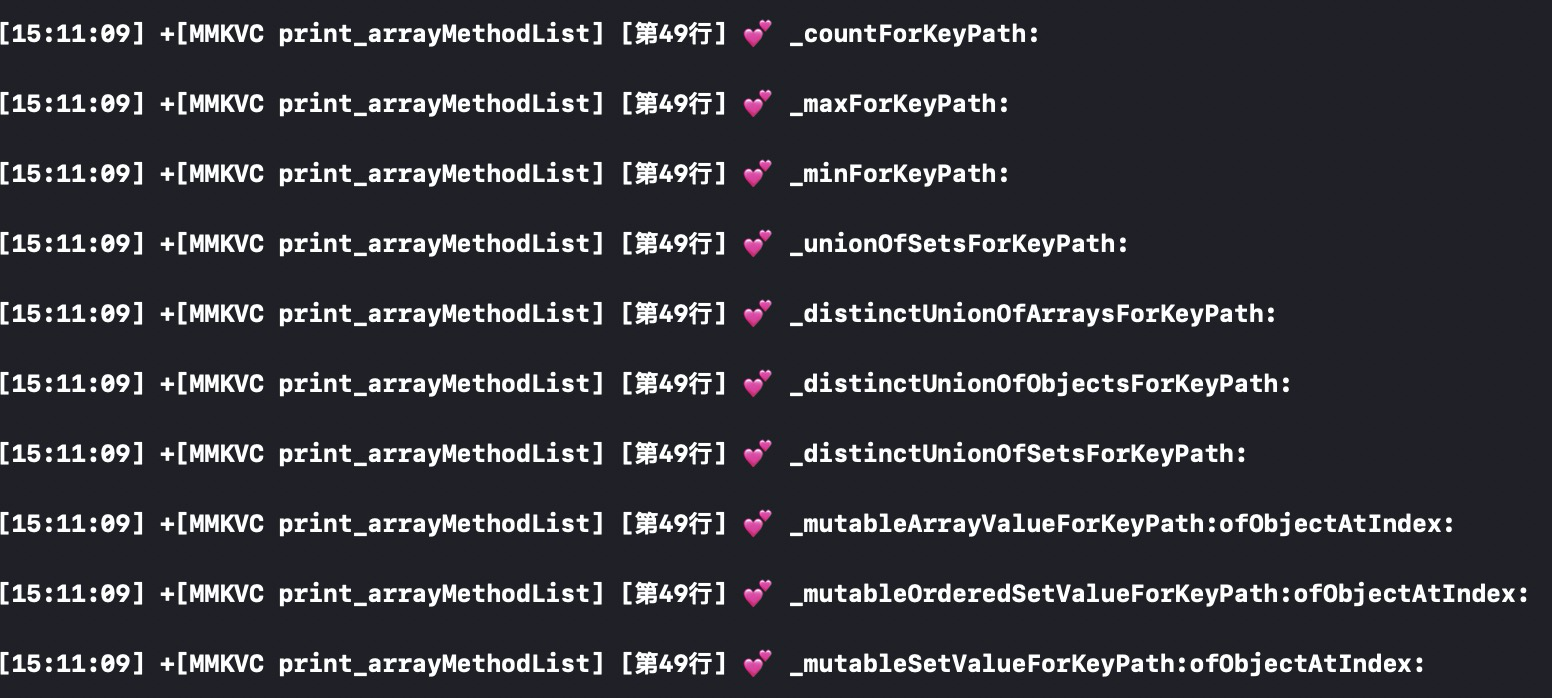 [15:11:09] +[MMKVC print_arrayMethodList] [第49行] 💕 _countForKeyPath:
[15:11:09] +[MMKVC print_arrayMethodList] [第49行] 💕 _maxForKeyPath:
[15:11:09] +[MMKVC print_arrayMethodList] [第49行] 💕 _minForKeyPath:
[15:11:09] +[MMKVC print_arrayMethodList] [第49行] 💕 _unionOfSetsForKeyPath:
[15:11:09] +[MMKVC print_arrayMethodList] [第49行] 💕 _distinctUnionOfArraysForKeyPath:
[15:11:09] +[MMKVC print_arrayMethodList] [第49行] 💕 _distinctUnionOfObjectsForKeyPath:
[15:11:09] +[MMKVC print_arrayMethodList] [第49行] 💕 _distinctUnionOfSetsForKeyPath:
[15:11:09] +[MMKVC print_arrayMethodList] [第49行] 💕 _mutableArrayValueForKeyPath:ofObjectAtIndex:
[15:11:09] +[MMKVC print_arrayMethodList] [第49行] 💕 _mutableOrderedSetValueForKeyPath:ofObjectAtIndex:
[15:11:09] +[MMKVC print_arrayMethodList] [第49行] 💕 _mutableSetValueForKeyPath:ofObjectAtIndex: